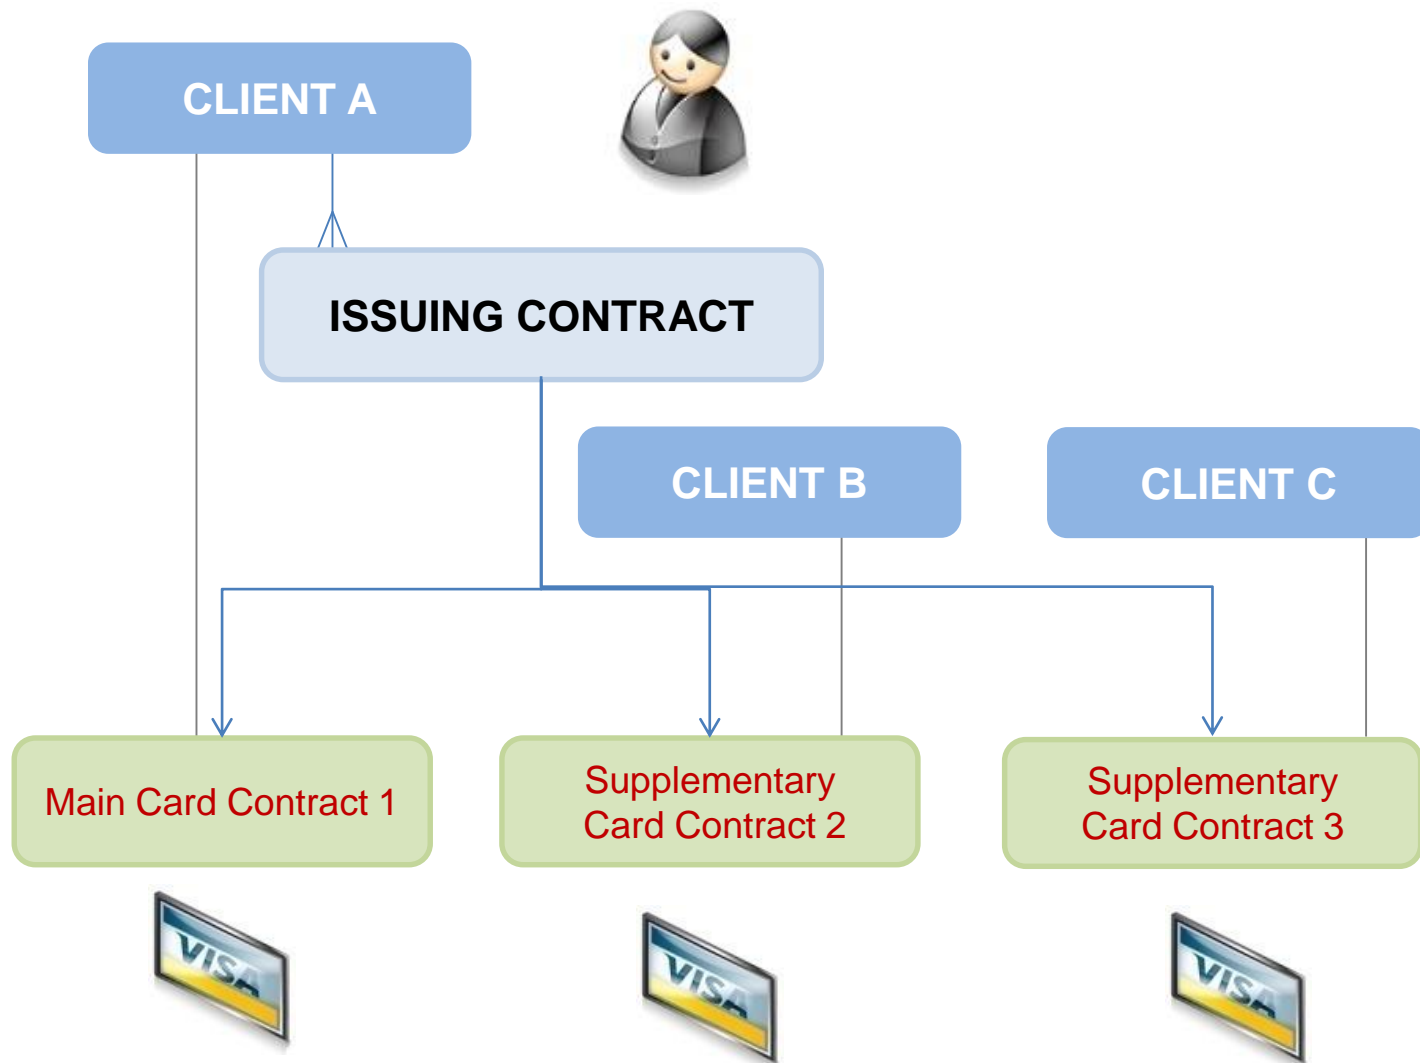 CLIENT A
ISSUING CONTRACT
CLIENT B
CLIENT C
Main Card Contract 1
Supplementary
Card Contract 2
Supplementary
Card Contract 3
VISA
VISA
VISA